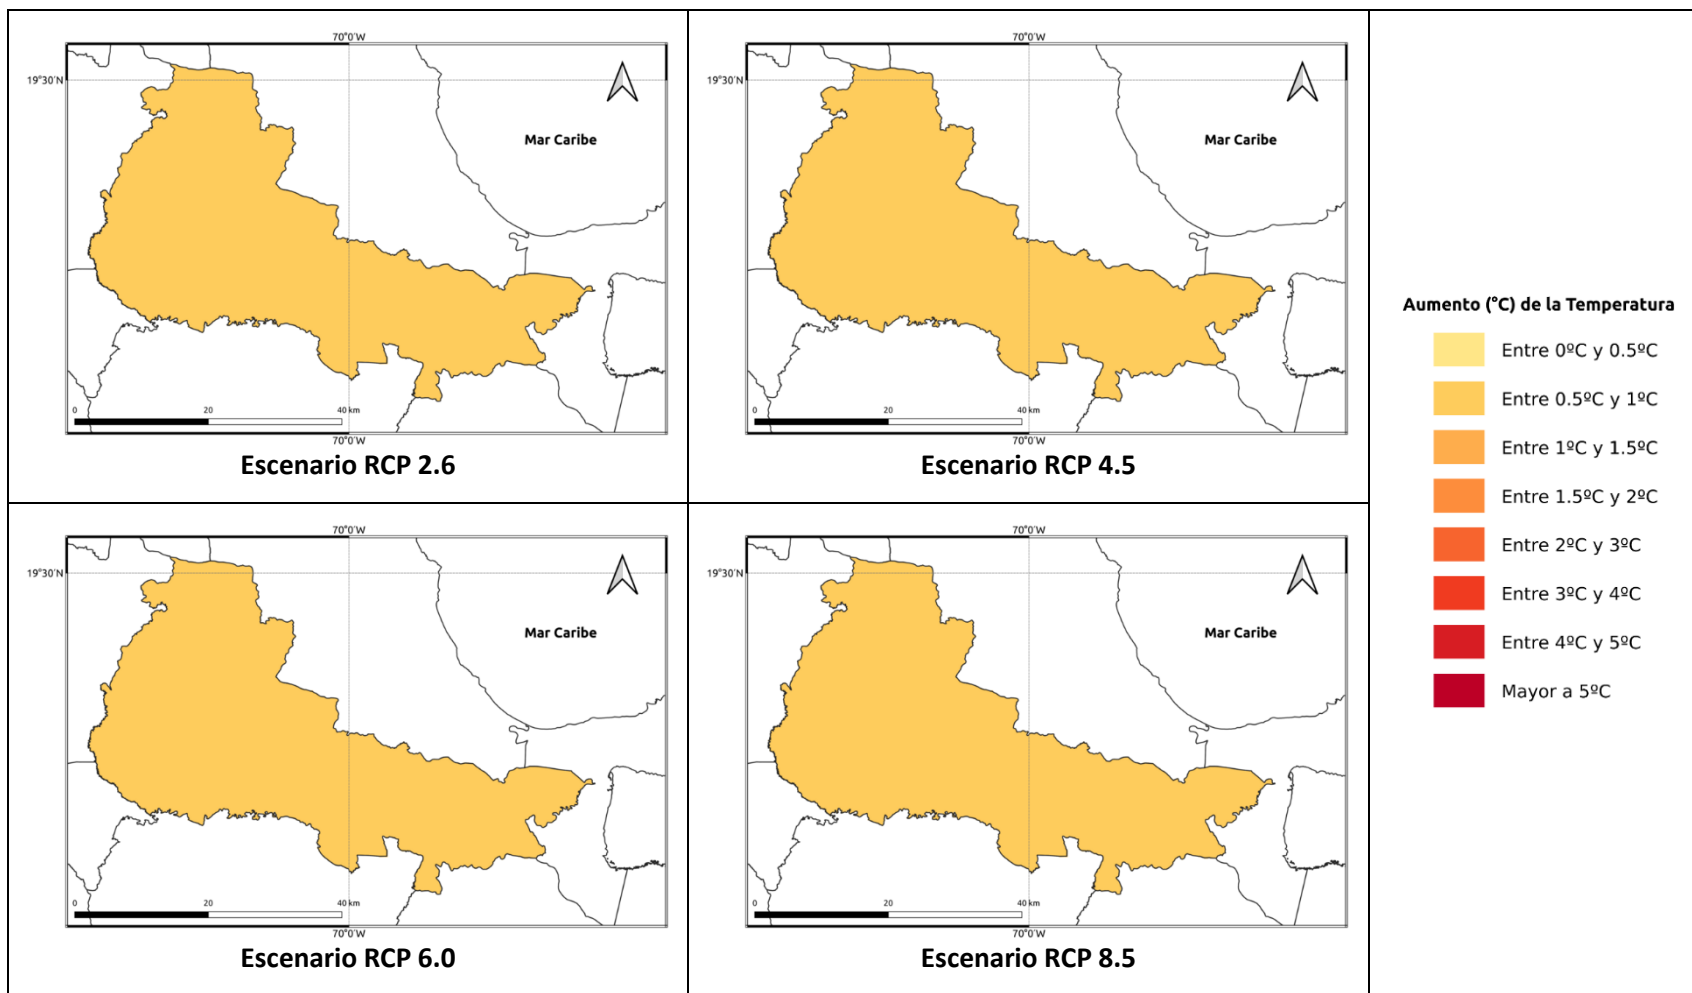 70°0'W
19°30'N
Mar Caribe
0 20 40 km
70°0'W
Escenario RCP 2.6
70°0'W
19°30'N
Mar Caribe
0 20 40 km
70°0'W
Escenario RCP 4.5
70°0'W
19°30'N
Mar Caribe
0 20 40 km
70°0'W
Escenario RCP 6.0
70°0'W
19°30'N
Mar Caribe
0 20 40 km
70°0'W
Escenario RCP 8.5
Aumento (°C) de la Temperatura
Entre 0ºC y 0.5ºC
Entre 0.5ºC y 1ºC
Entre 1ºC y 1.5ºC
Entre 1.5ºC y 2ºC
Entre 2ºC y 3ºC
Entre 3ºC y 4ºC
Entre 4ºC y 5ºC
Mayor a 5ºC